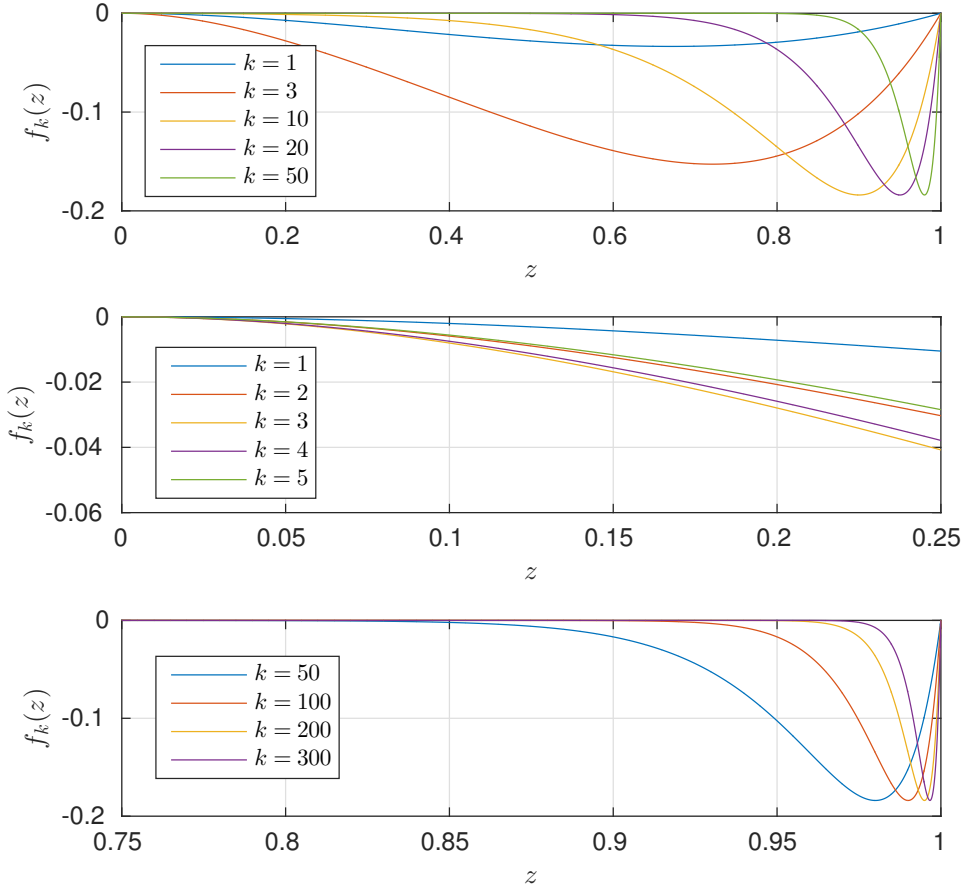 0
-0.1
-0.2
f_k(z)
k = 1
k = 3
k = 10
k = 20
k = 50
0 0.2 0.4 0.6 0.8 1
z
0
-0.02
-0.04
-0.06
f_k(z)
k = 1
k = 2
k = 3
k = 4
k = 5
0 0.05 0.1 0.15 0.2 0.25
z
0
-0.1
-0.2
f_k(z)
k = 50
k = 100
k = 200
k = 300
0.75 0.8 0.85 0.9 0.95 1
z